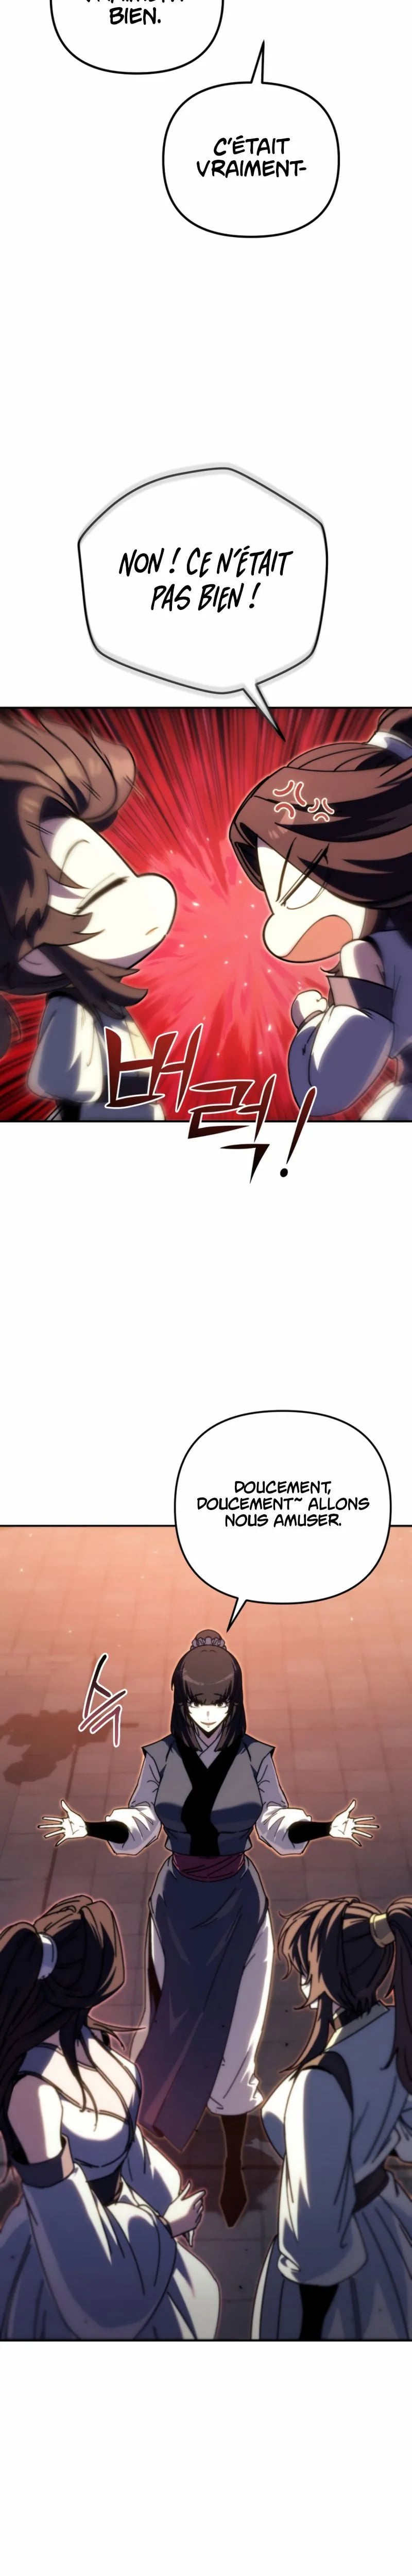 BIEN.
C'ÉTAIT
VRAIMENT-
NON ! CE N'ÉTAIT
PAS BIEN !
버럭!
DOUCEMENT,
DOUCEMENT~ ALLONS
NOUS AMUSER.
스